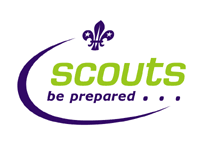 scouts
be prepared . . .